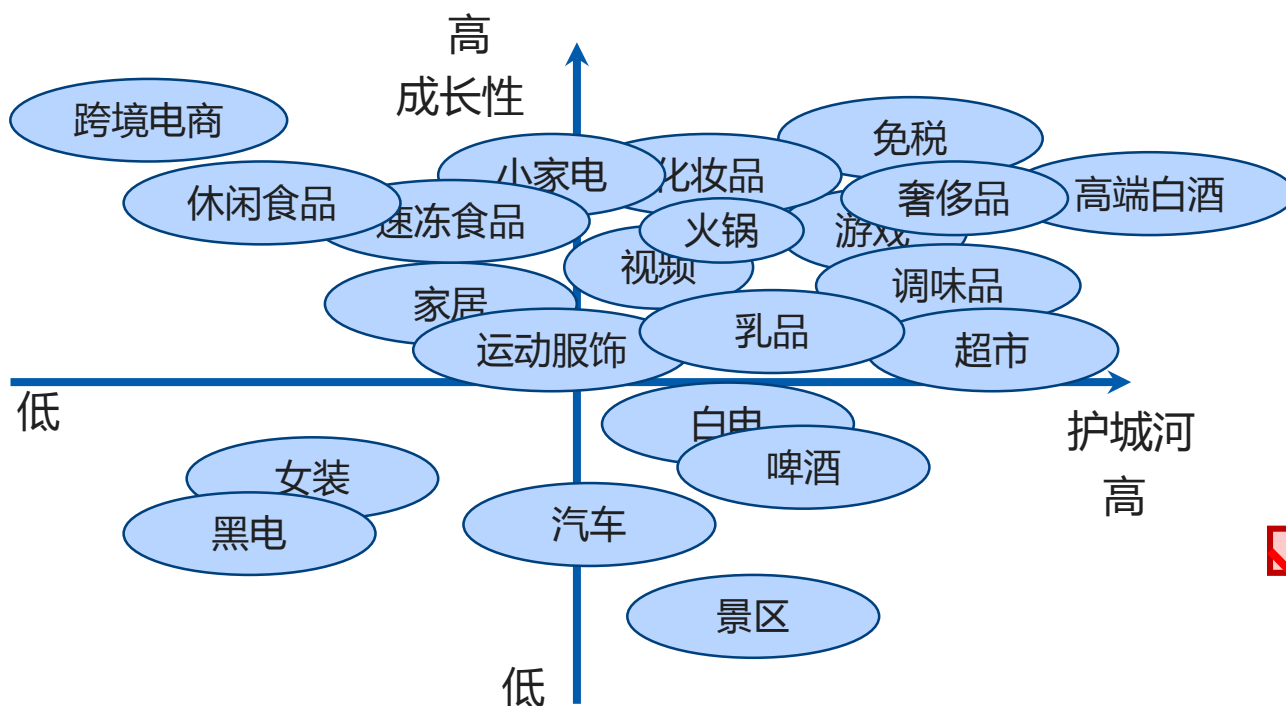 高
成长性
跨境电商
免税
小家电
化妆品
休闲食品
奢侈品
高端白酒
速冻食品
火锅
游戏
视频
调味品
家居
乳品
运动服饰
超市
低
护城河
高
白电
啤酒
女装
黑电
汽车
景区
低